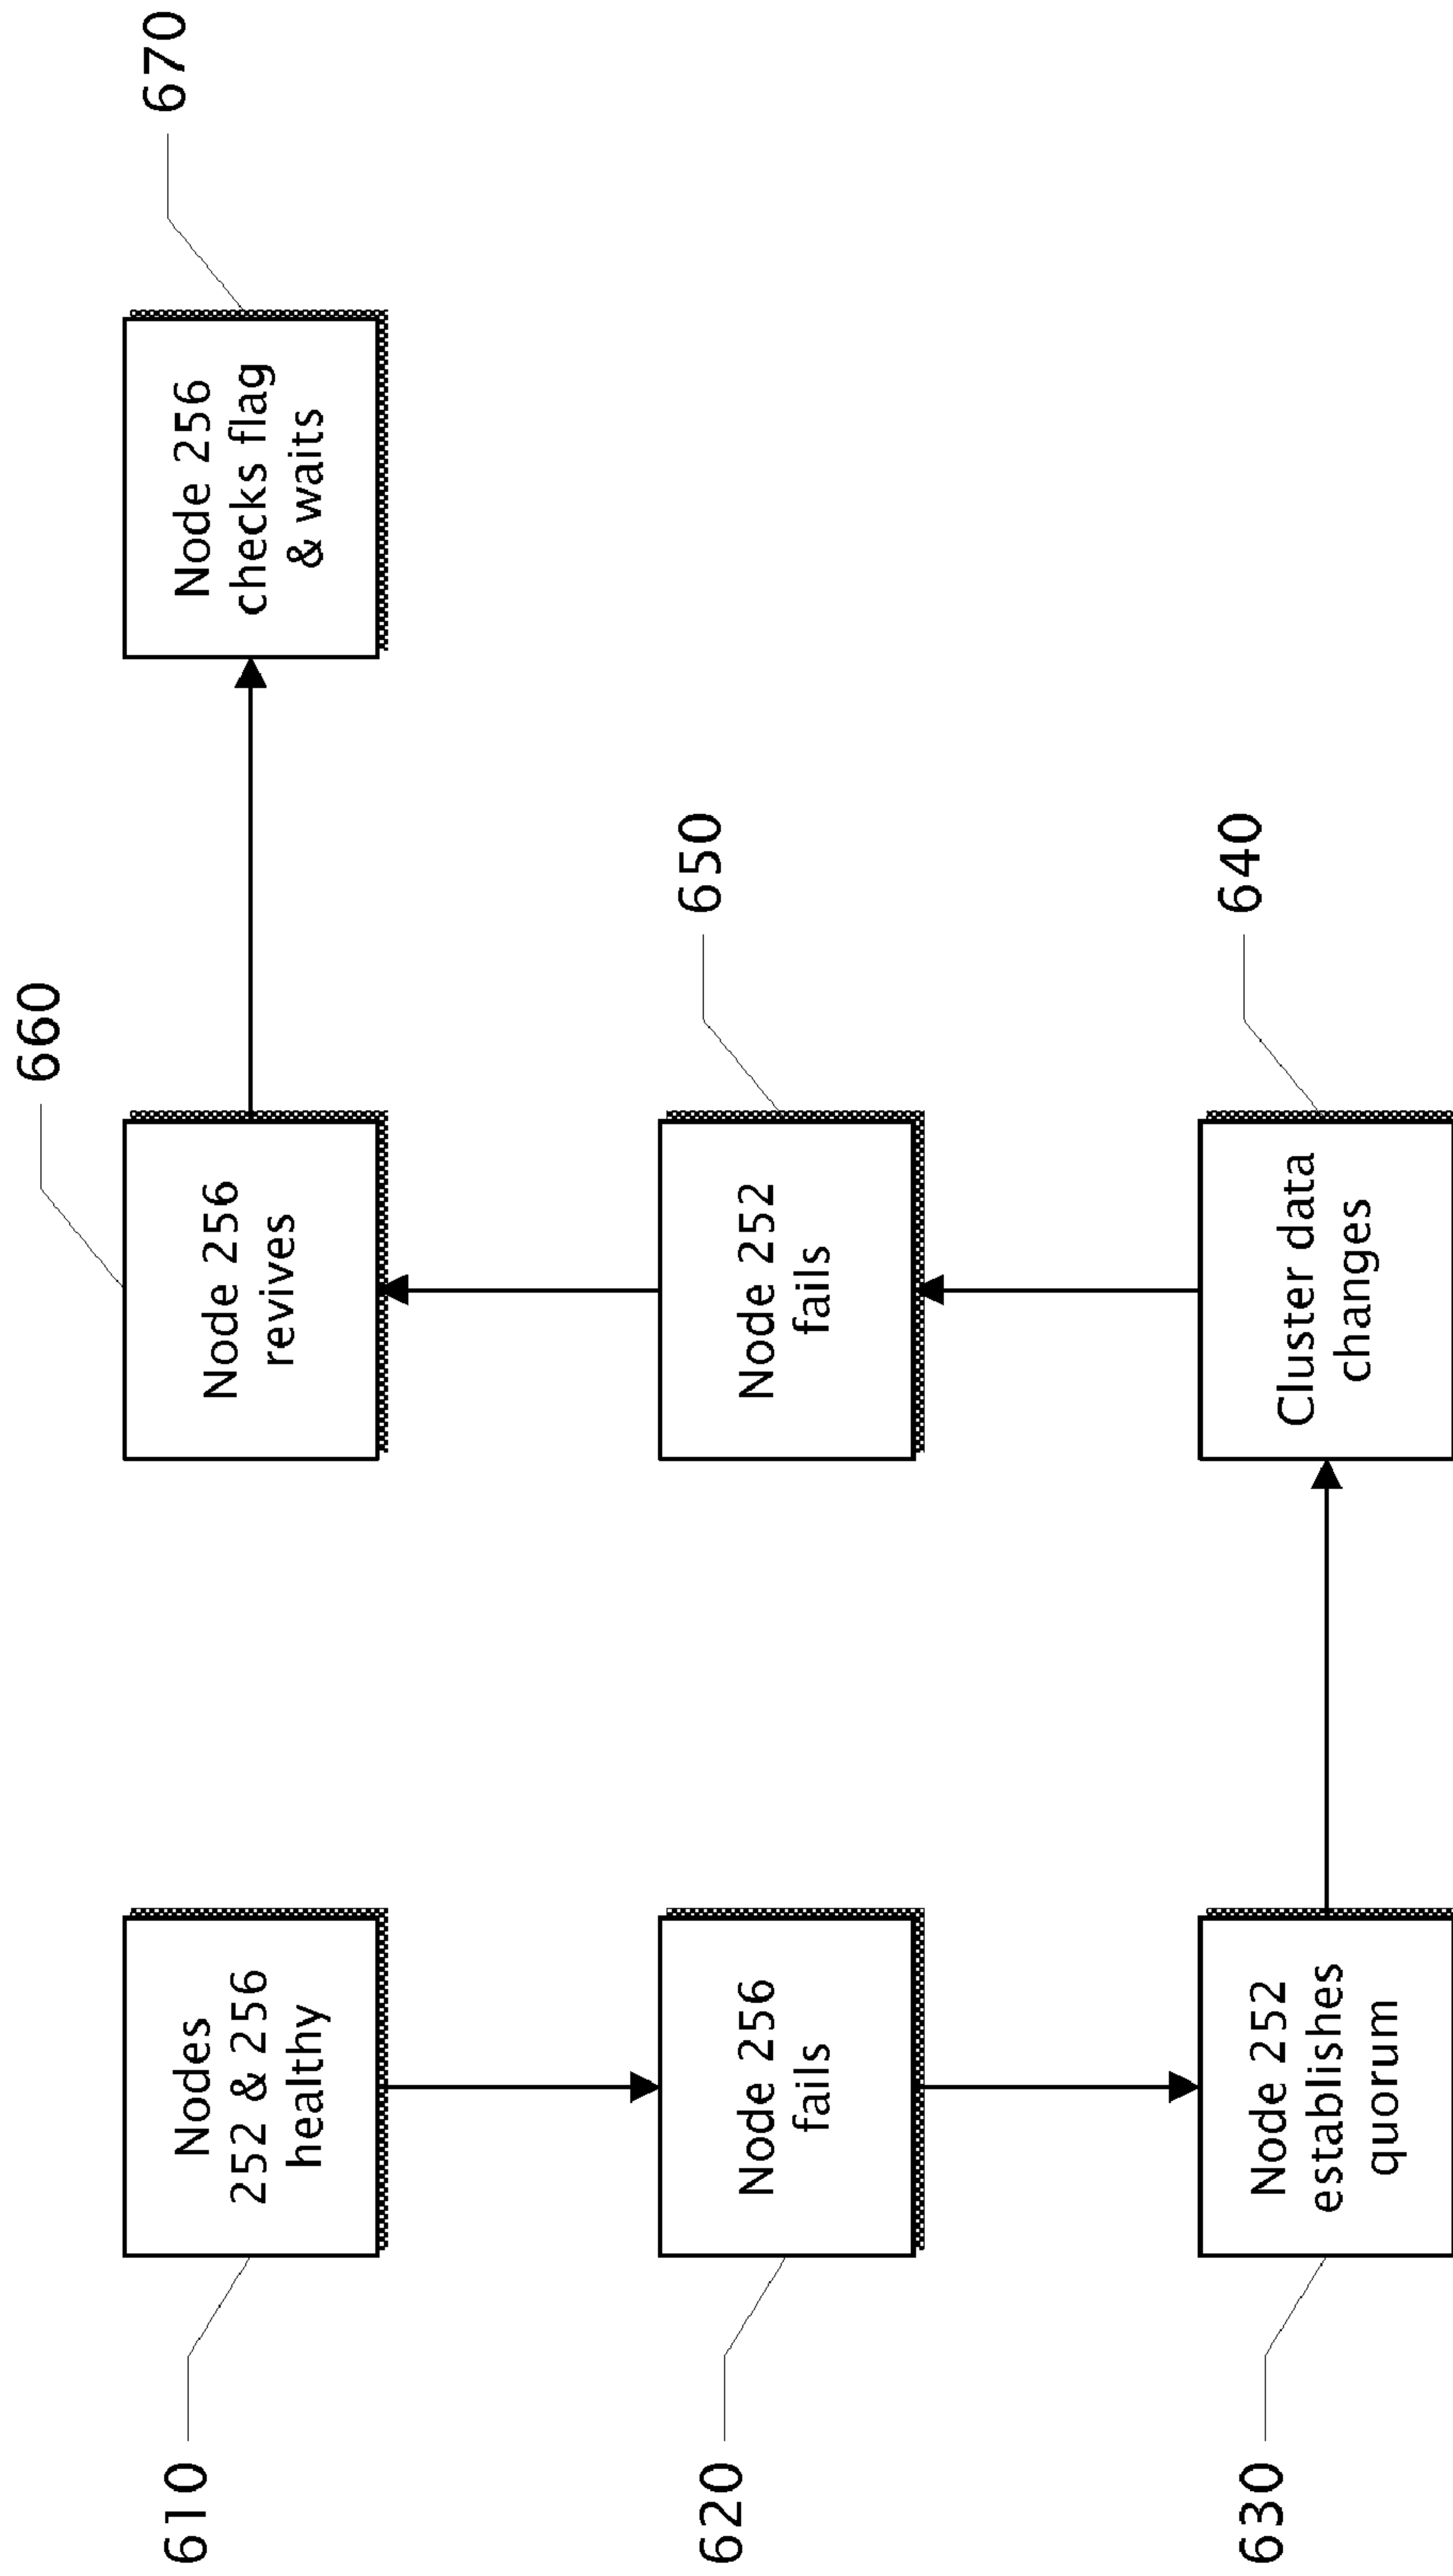 610
Nodes
252 & 256
healthy
620
Node 256
fails
630
Node 252
establishes
quorum
640
Cluster data
changes
650
Node 252
fails
660
Node 256
revives
670
Node 256
checks flag
& waits